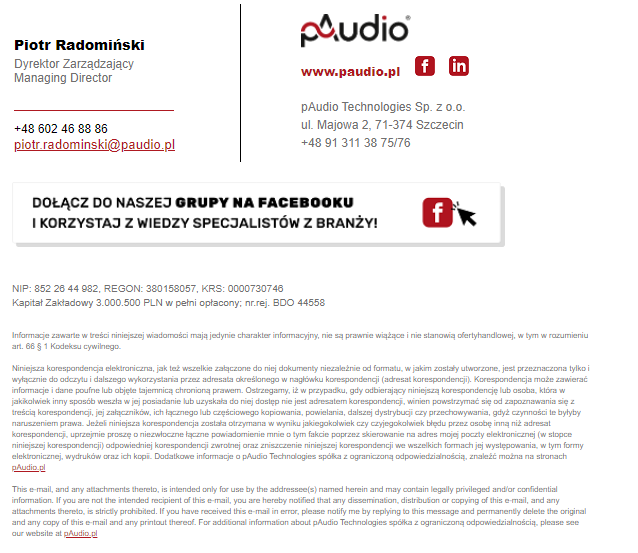 Piotr Radomiński
Dyrektor Zarządzający
Managing Director
+48 602 46 88 86
piotr.radominski@paudio.pl
pAudio®
www.paudio.pl
pAudio Technologies Sp. z o.o.
ul. Majowa 2, 71-374 Szczecin
+48 91 311 38 75/76
DOŁĄCZ DO NASZEJ GRUPY NA FACEBOOKU
I KORZYSTAJ Z WIEDZY SPECJALISTÓW Z BRANŻY!
NIP: 852 26 44 982, REGON: 380158057, KRS: 0000730746
Kapitał Zakładowy 3.000.500 PLN w pełni opłacony; nr.rej. BDO 44558
Informacje zawarte w treści niniejszej wiadomości mają jedynie charakter informacyjny, nie są prawnie wiążące i nie stanowią ofertyhandlowej, w tym w rozumieniu
art. 66 § 1 Kodeksu cywilnego.
Niniejsza korespondencja elektroniczna, jak też wszelkie załączone do niej dokumenty niezależnie od formatu, w jakim zostały utworzone, jest przeznaczona tylko i
wyłącznie do odczytu i dalszego wykorzystania przez adresata określonego w nagłówku korespondencji (adresat korespondencji). Korespondencja może zawierać
informacje i dane poufne lub objęte tajemnicą chronioną prawem. Ostrzegamy, iż w przypadku, gdy odbierający niniejszą korespondencję lub osoba, która w
jakikolwiek inny sposób weszła w jej posiadanie lub uzyskała do niej dostęp nie jest adresatem korespondencji, winien powstrzymać się od zapoznawania się z
treścią korespondencji, jej załączników, ich łącznego lub częściowego kopiowania, powielania, dalszej dystrybucji czy przechowywania, gdyż czynności te byłyby
naruszeniem prawa. Jeżeli niniejsza korespondencja została otrzymana w wyniku jakiegokolwiek czy czyjegokolwiek błędu przez osobę inną niż adresat
korespondencji, uprzejmie proszę o niezwłoczne łączne powiadomienie mnie o tym fakcie poprzez skierowanie na adres mojej poczty elektronicznej (w stopce
niniejszej korespondencji) odpowiedniej korespondencji zwrotnej oraz zniszczenie niniejszej korespondencji we wszelkich formach jej występowania, w tym formy
elektronicznej, wydruków oraz ich kopii. Dodatkowe informacje o pAudio Technologies spółka z ograniczoną odpowiedzialnością, znaleźć można na stronach
pAudio.pl
This e-mail, and any attachments thereto, is intended only for use by the addressee(s) named herein and may contain legally privileged and/or confidential
information. If you are not the intended recipient of this e-mail, you are hereby notified that any dissemination, distribution or copying of this e-mail, and any
attachments thereto, is strictly prohibited. If you have received this e-mail in error, please notify me by replying to this message and permanently delete the original
and any copy of this e-mail and any printout thereof. For additional information about pAudio Technologies spółka z ograniczoną odpowiedzialnością, please see
our website at pAudio.pl